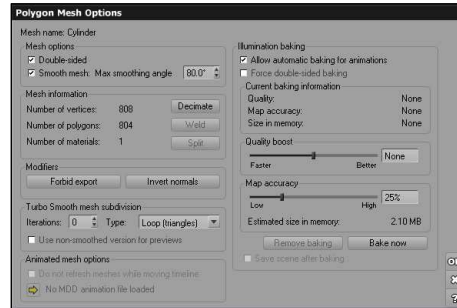 Polygon Mesh Options
Mesh name: Cylinder
Mesh options
Double-sided
Smooth mesh: Max smoothing angle 80.0°
Mesh information
Number of vertices: 808 Decimate
Number of polygons: 804 Weld
Number of materials: 1 Split
Modifiers
Forbid export Invert normals
Turbo Smooth mesh subdivision
Iterations: 0 Type: Loop (triangles)
Use non-smoothed version for previews
Animated mesh options
Do not refresh meshes while moving timeline
No MDD animation file loaded
Illumination baking
Allow automatic baking for animations
Force double-sided baking
Current baking information
Quality: None
Map accuracy: None
Size in memory: None
Quality boost
None
Faster Better
Map accuracy
25%
Low High
Estimated size in memory: 2.10 MB
Remove baking Bake now
Save scene after baking